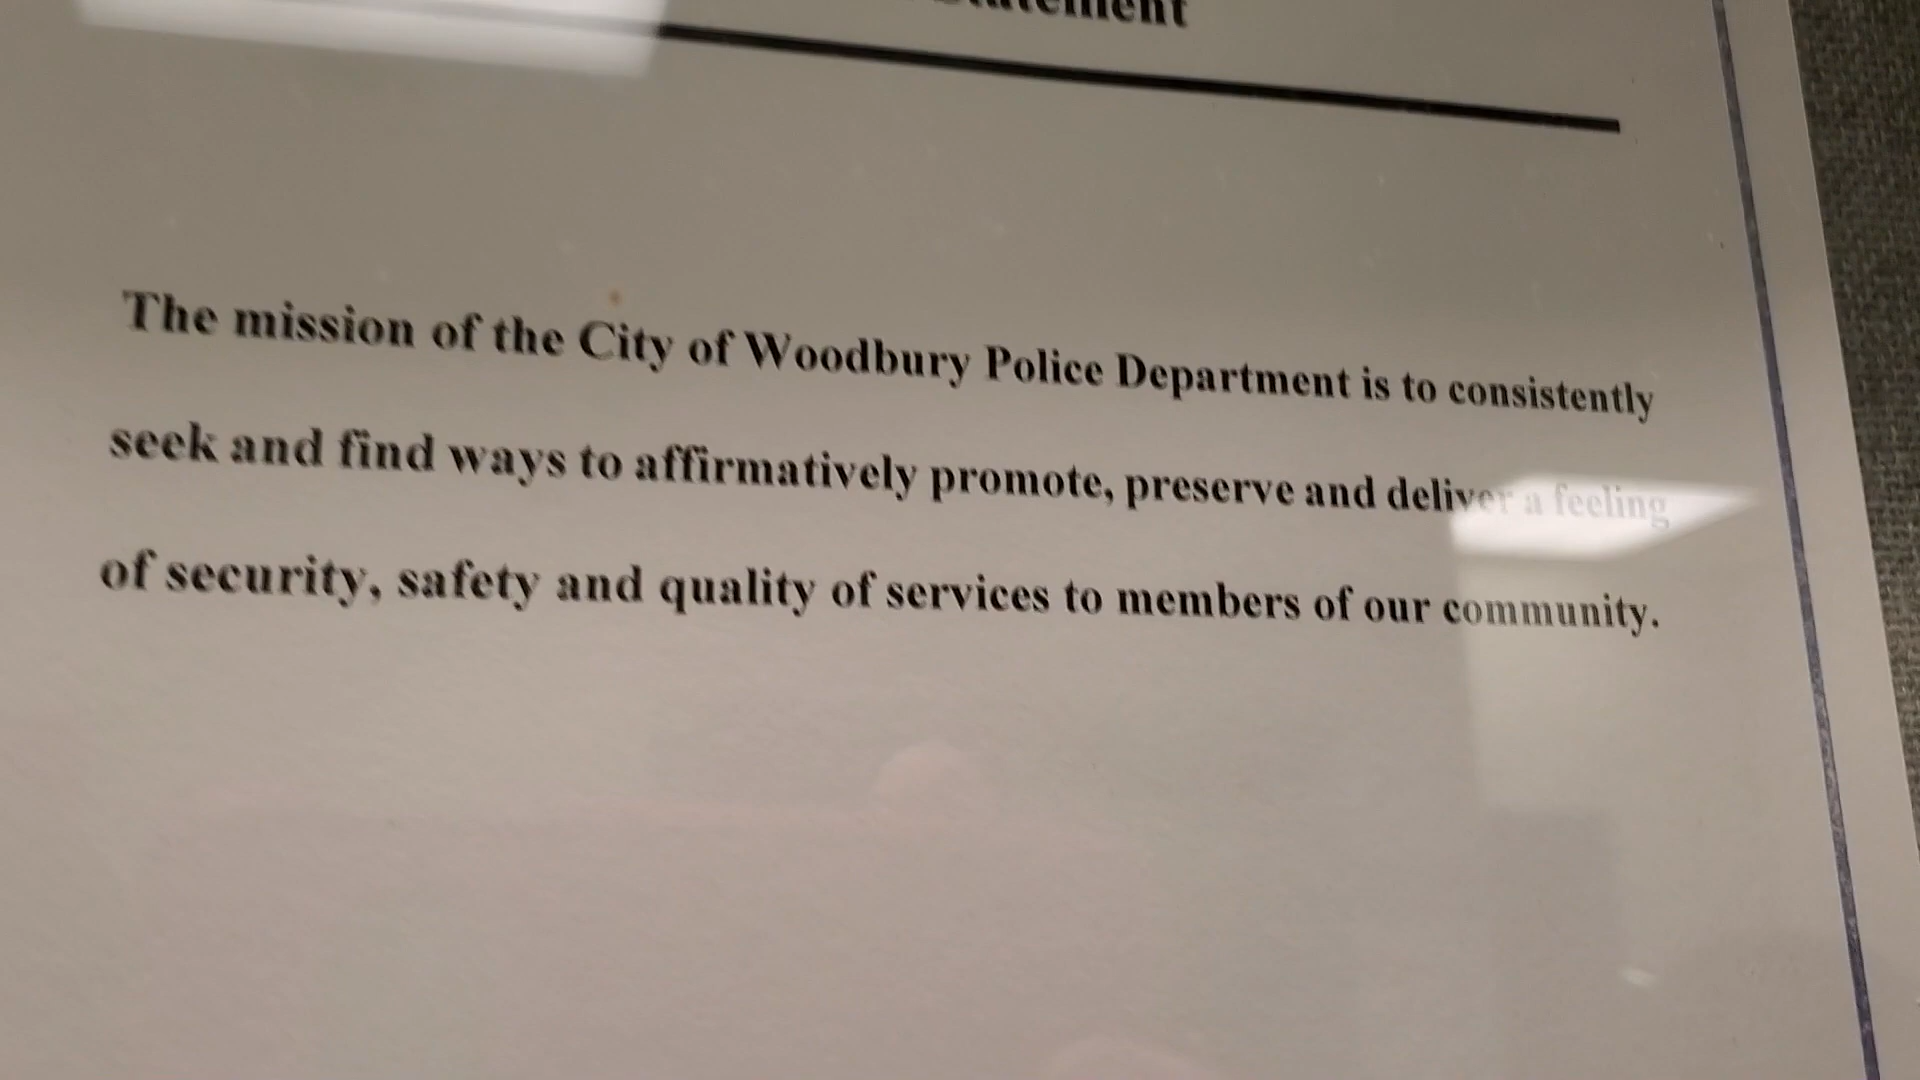 Statement
The mission of the City of Woodbury Police Department is to consistently
seek and find ways to affirmatively promote, preserve and deliver a feeling
of security, safety and quality of services to members of our community.